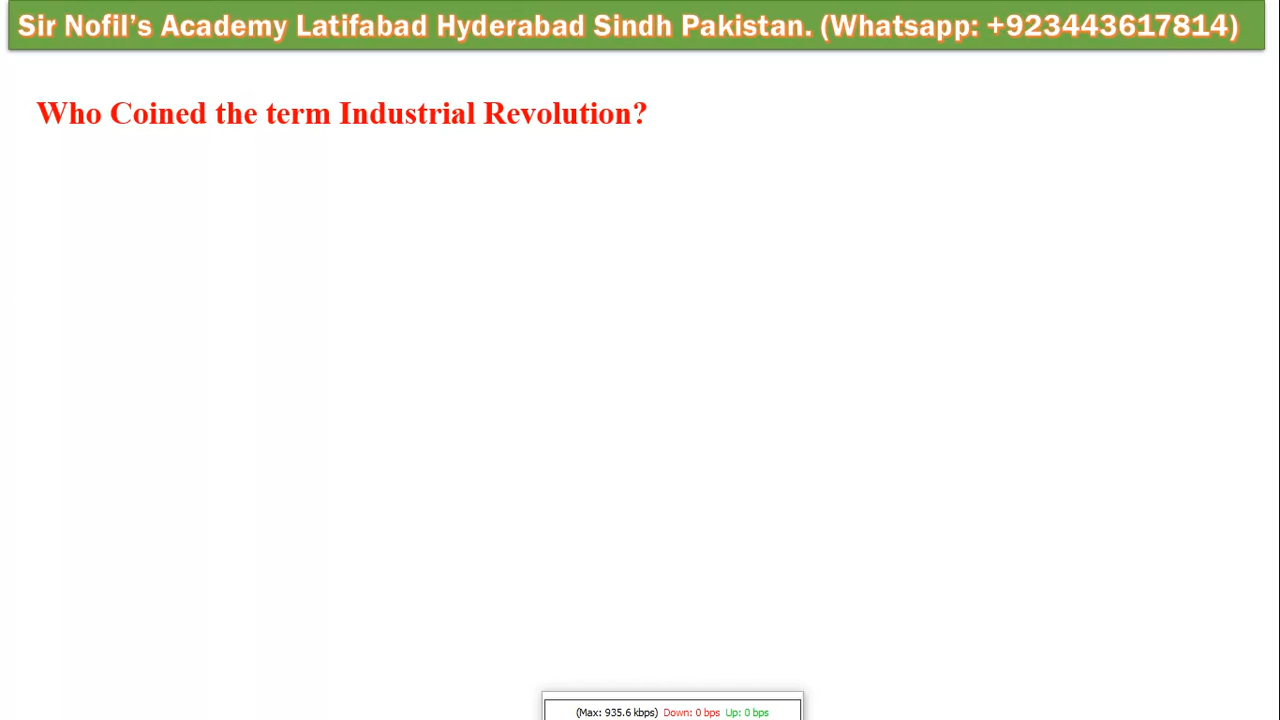 Sir Nofil’s Academy Latifabad Hyderabad Sindh Pakistan. (Whatsapp: +923443617814)
Who Coined the term Industrial Revolution?
(Max: 935.6 kbps) Down: 0 bps Up: 0 bps